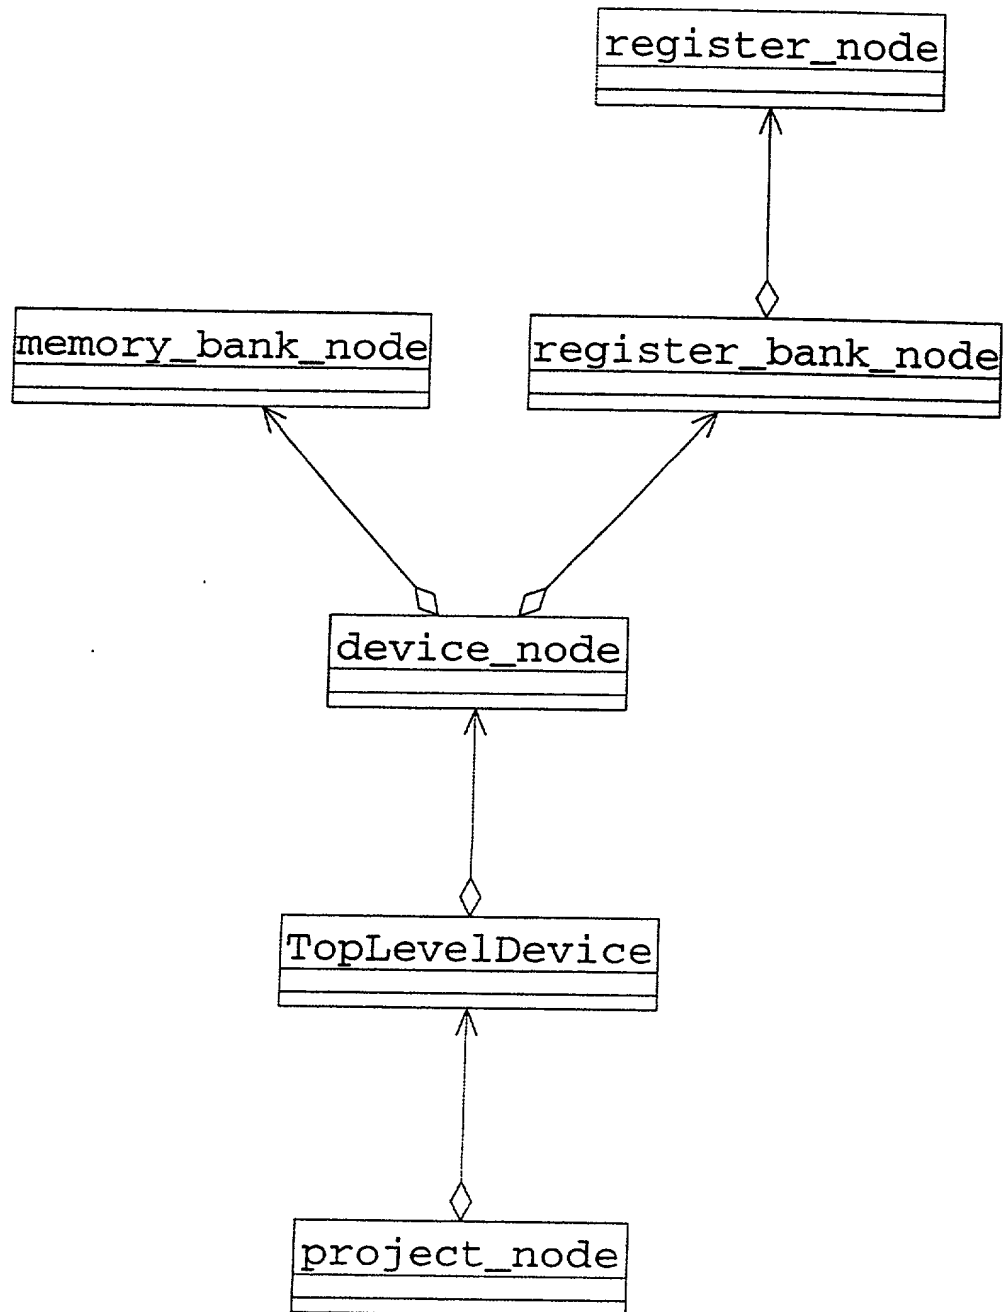 register_node
memory_bank_node
register_bank_node
device_node
TopLevelDevice
project_node